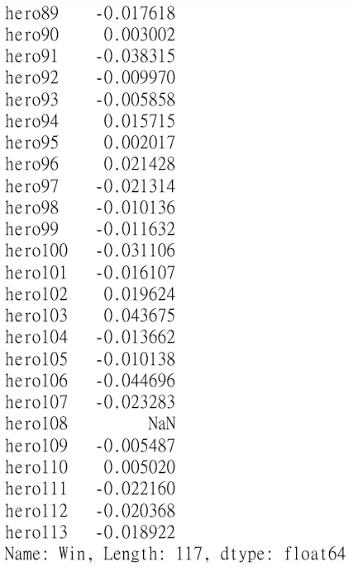 hero89 -0.017618
hero90 0.003002
hero91 -0.038315
hero92 -0.009970
hero93 -0.005858
hero94 0.015715
hero95 0.002017
hero96 0.021428
hero97 -0.021314
hero98 -0.010136
hero99 -0.011632
hero100 -0.031106
hero101 -0.016107
hero102 0.019624
hero103 0.043675
hero104 -0.013662
hero105 -0.010138
hero106 -0.044696
hero107 -0.023283
hero108 NaN
hero109 -0.005487
hero110 0.005020
hero111 -0.022160
hero112 -0.020368
hero113 -0.018922
Name: Win, Length: 117, dtype: float64